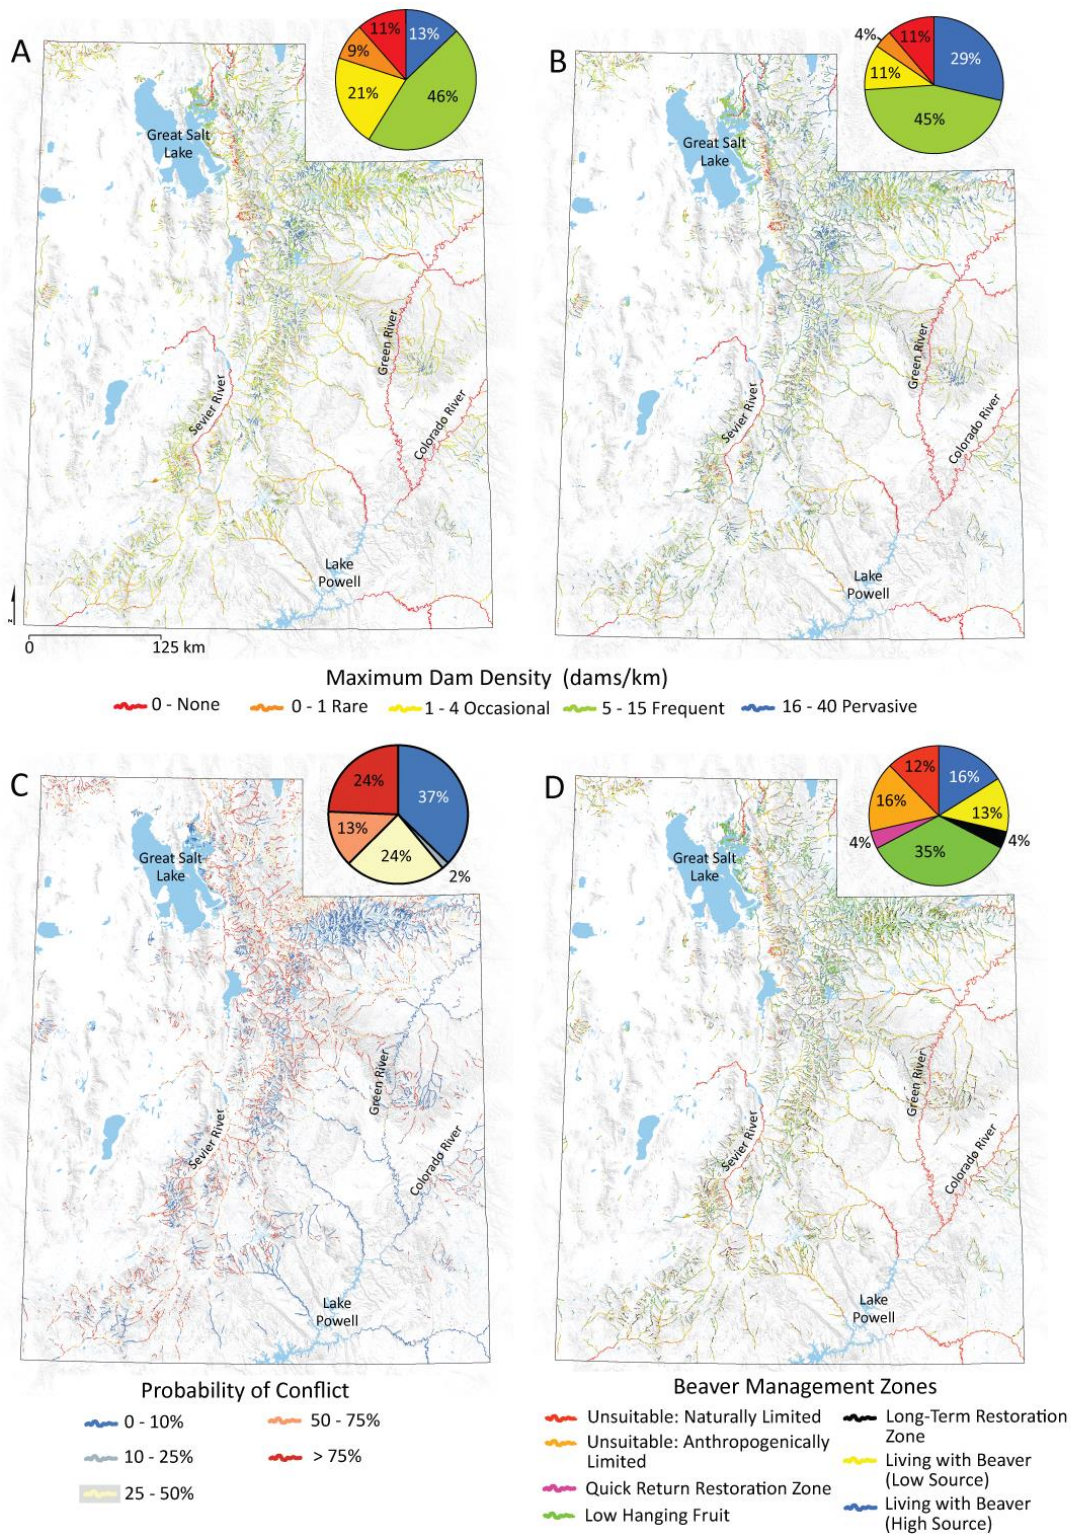 A
11%
13%
9%
21%
46%
Great Salt
Lake
Green River
Sevier River
Colorado River
Lake
Powell
0
125 km
B
4%
11%
29%
11%
45%
Great Salt
Lake
Green River
Sevier River
Colorado River
Lake
Powell
Maximum Dam Density (dams/km)
0 - None
0 - 1 Rare
1 - 4 Occasional
5 - 15 Frequent
16 - 40 Pervasive
C
24%
37%
13%
24%
2%
Great Salt
Lake
Green River
Sevier River
Colorado River
Lake
Powell
Probability of Conflict
0 - 10%
10 - 25%
25 - 50%
50 - 75%
> 75%
D
12%
16%
16%
13%
4%
4%
35%
Great Salt
Lake
Green River
Sevier River
Colorado River
Lake
Powell
Beaver Management Zones
Unsuitable: Naturally Limited
Unsuitable: Anthropogenically
Limited
Quick Return Restoration Zone
Low Hanging Fruit
Long-Term Restoration
Zone
Living with Beaver
(Low Source)
Living with Beaver
(High Source)